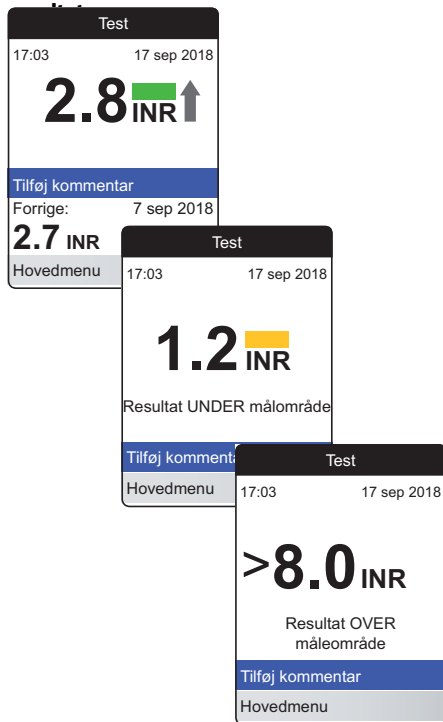 Test
17:03 17 sep 2018
2.8 INR
Tilføj kommentar
Forrige: 7 sep 2018
2.7 INR
Hovedmenu
Test
17:03 17 sep 2018
1.2 INR
Resultat UNDER målområde
Tilføj
Hovedmenu
Test
17:03 17 sep 2018
>8.0 INR
Resultat OVER
måleområde
Tilføj kommentar
Hovedmenu